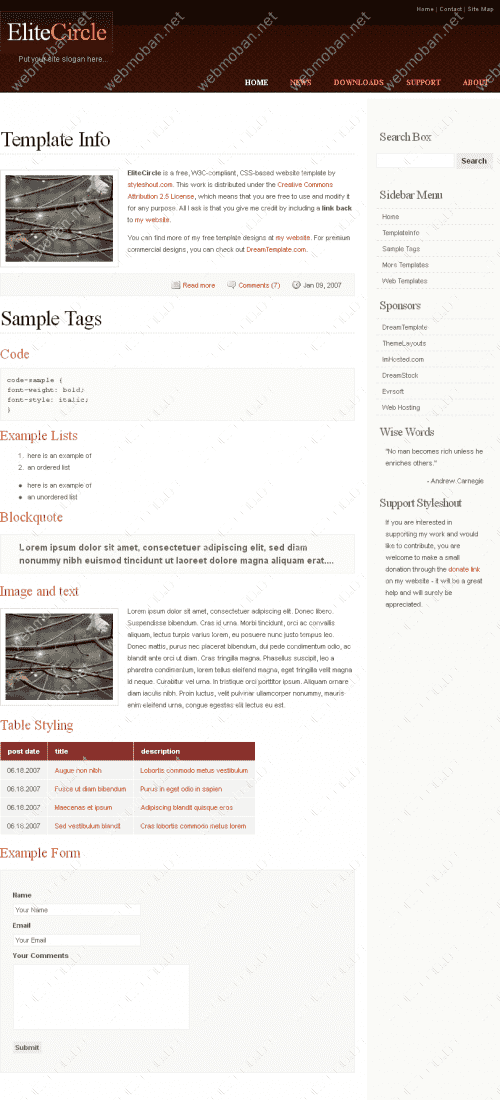 Home | Contact | Site Map
EliteCircle
Put your site slogan here...
HOME NEWS DOWNLOADS SUPPORT ABOUT
webmoban.net webmoban.net webmoban.net webmoban.net
Template Info
EliteCircle is a free, W3C-compliant, CSS-based website template by
styleshout.com. This work is distributed under the Creative Commons
Attribution 2.5 License, which means that you are free to use and modify it
for any purpose. All I ask is that you give me credit by including a link back
to my website.
You can find more of my free template designs at my website. For premium
commercial designs, you can check out DreamTemplate.com.
Read more Comments (7) Jan 09, 2007
Sample Tags
Code
code-sample {
font-weight: bold;
font-style: italic;
}
Example Lists
1. here is an example of
2. an ordered list
● here is an example of
● an unordered list
Blockquote
Lorem ipsum dolor sit amet, consectetuer adipiscing elit, sed diam
nonummy nibh euismod tincidunt ut laoreet dolore magna aliquam erat....
Image and text
Lorem ipsum dolor sit amet, consectetuer adipiscing elit. Donec libero.
Suspendisse bibendum. Cras id urna. Morbi tincidunt, orci ac convallis
aliquam, lectus turpis varius lorem, eu posuere nunc justo tempus leo.
Donec mattis, purus nec placerat bibendum, dui pede condimentum odio, ac
blandit ante orci ut diam. Cras fringilla magna. Phasellus suscipit, leo a
pharetra condimentum, lorem tellus eleifend magna, eget fringilla velit magna
id neque. Curabitur vel urna. In tristique orci porttitor ipsum. Aliquam ornare
diam iaculis nibh. Proin luctus, velit pulvinar ullamcorper nonummy, mauris
enim eleifend urna, congue egestas elit lectus eu est.
Table Styling
post date title description
06.18.2007 Augue non nibh Lobortis commodo metus vestibulum
06.18.2007 Fusce ut diam bibendum Purus in eget odio in sapien
06.18.2007 Maecenas et ipsum Adipiscing blandit quisque eros
06.18.2007 Sed vestibulum blandit Cras lobortis commodo metus lorem
Example Form
Name
Your Name
Email
Your Email
Your Comments
Submit
Search Box
Search
Sidebar Menu
Home
TemplateInfo
Sample Tags
More Templates
Web Templates
Sponsors
DreamTemplate
ThemeLayouts
ImHosted.com
DreamStock
Evrsoft
Web Hosting
Wise Words
"No man becomes rich unless he
enriches others."
- Andrew Carnegie
Support Styleshout
If you are interested in
supporting my work and would
like to contribute, you are
welcome to make a small
donation through the donate link
on my website - it will be a great
help and will surely be
appreciated.